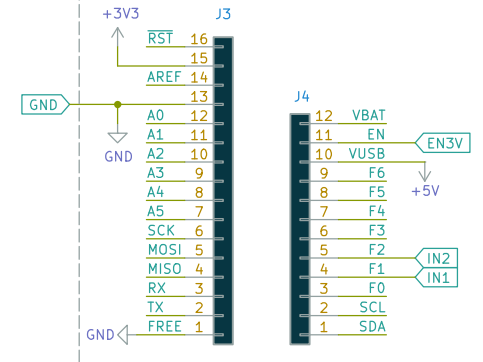 +3V3
J3
RST 16
15
AREF 14
GND
13
A0 12
GND
A1 11
A2 10
A3 9
A4 8
A5 7
SCK 6
MOSI 5
MISO 4
RX 3
TX 2
GND
FREE 1
J4
12 VBAT
11 EN
EN3V
10 VUSB
+5V
9 F6
8 F5
7 F4
6 F3
5 F2
IN2
4 F1
IN1
3 F0
2 SCL
1 SDA